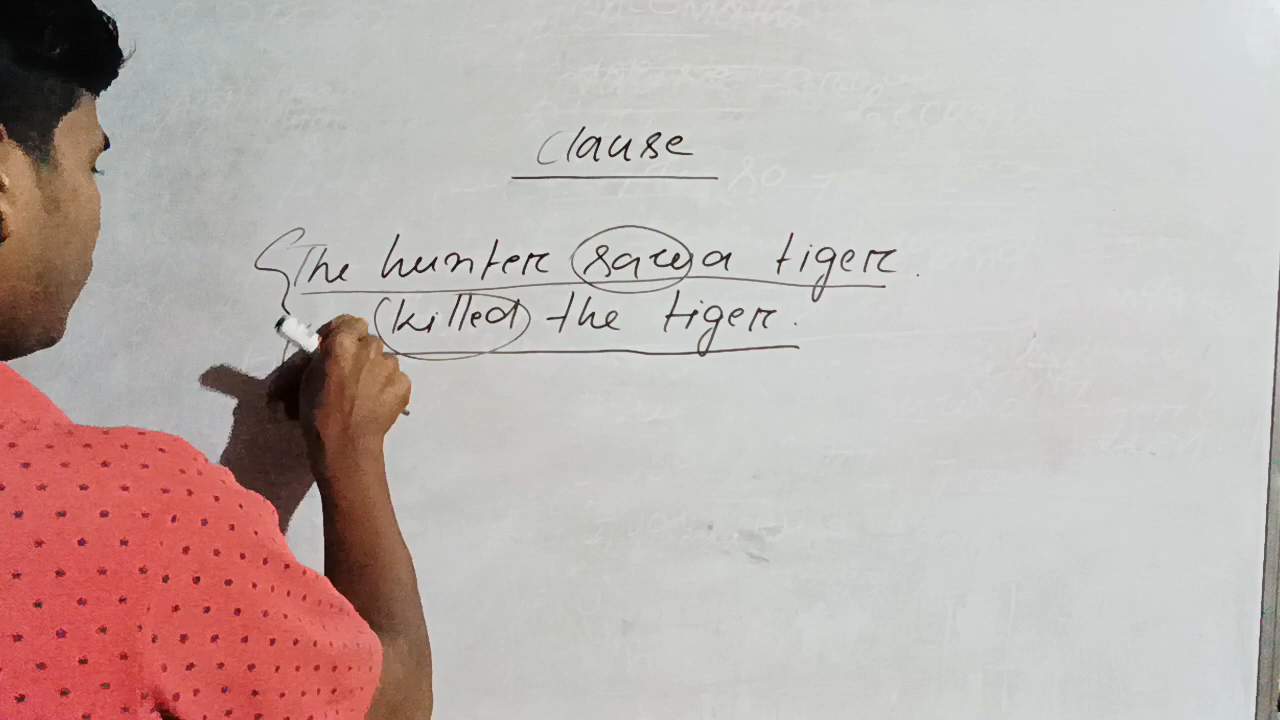 Clause
The hunter saw a tiger.
killed the tiger.